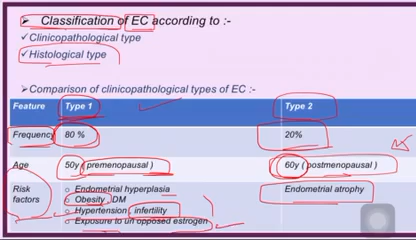 ➤ Classification of EC according to :-
✓Clinicopathological type
✓Histological type
➤Comparison of clinicopathological types of EC :-
Feature Type 1 Type 2
Frequency 80 % 20%
Age 50y ( premenopausal ) 60y ( postmenopausal )
Risk factors
o Endometrial hyperplasia Endometrial atrophy
o Obesity, DM
o Hypertension, infertility
o Exposure to un opposed estrogen